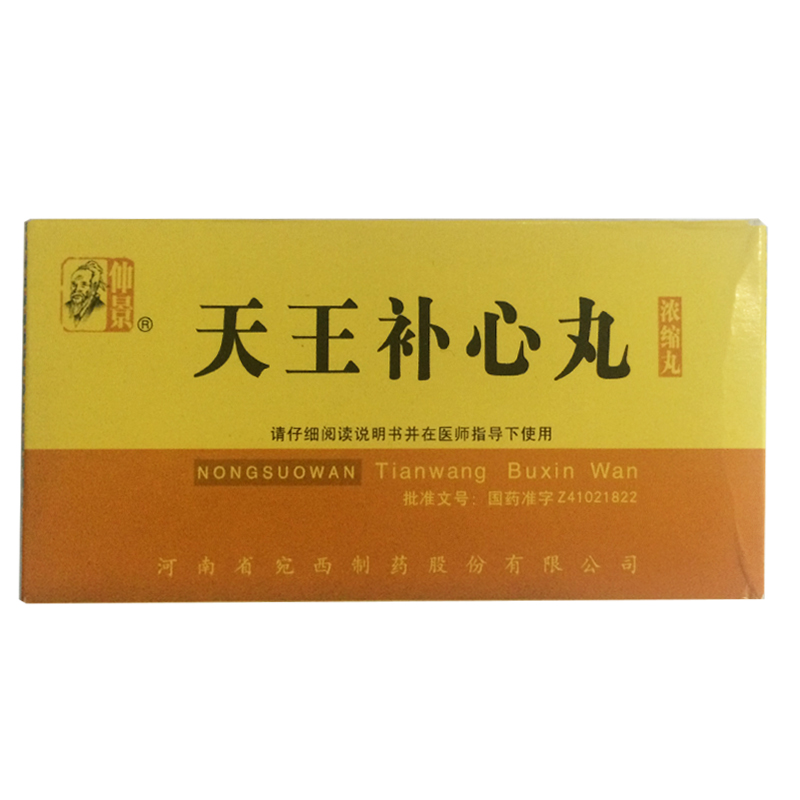 仲景
®
天王补心丸
浓缩丸
请仔细阅读说明书并在医师指导下使用
NONGSUOWAN Tianwang Buxin Wan
批准文号：国药准字Z41021822
河南省宛西制药股份有限公司